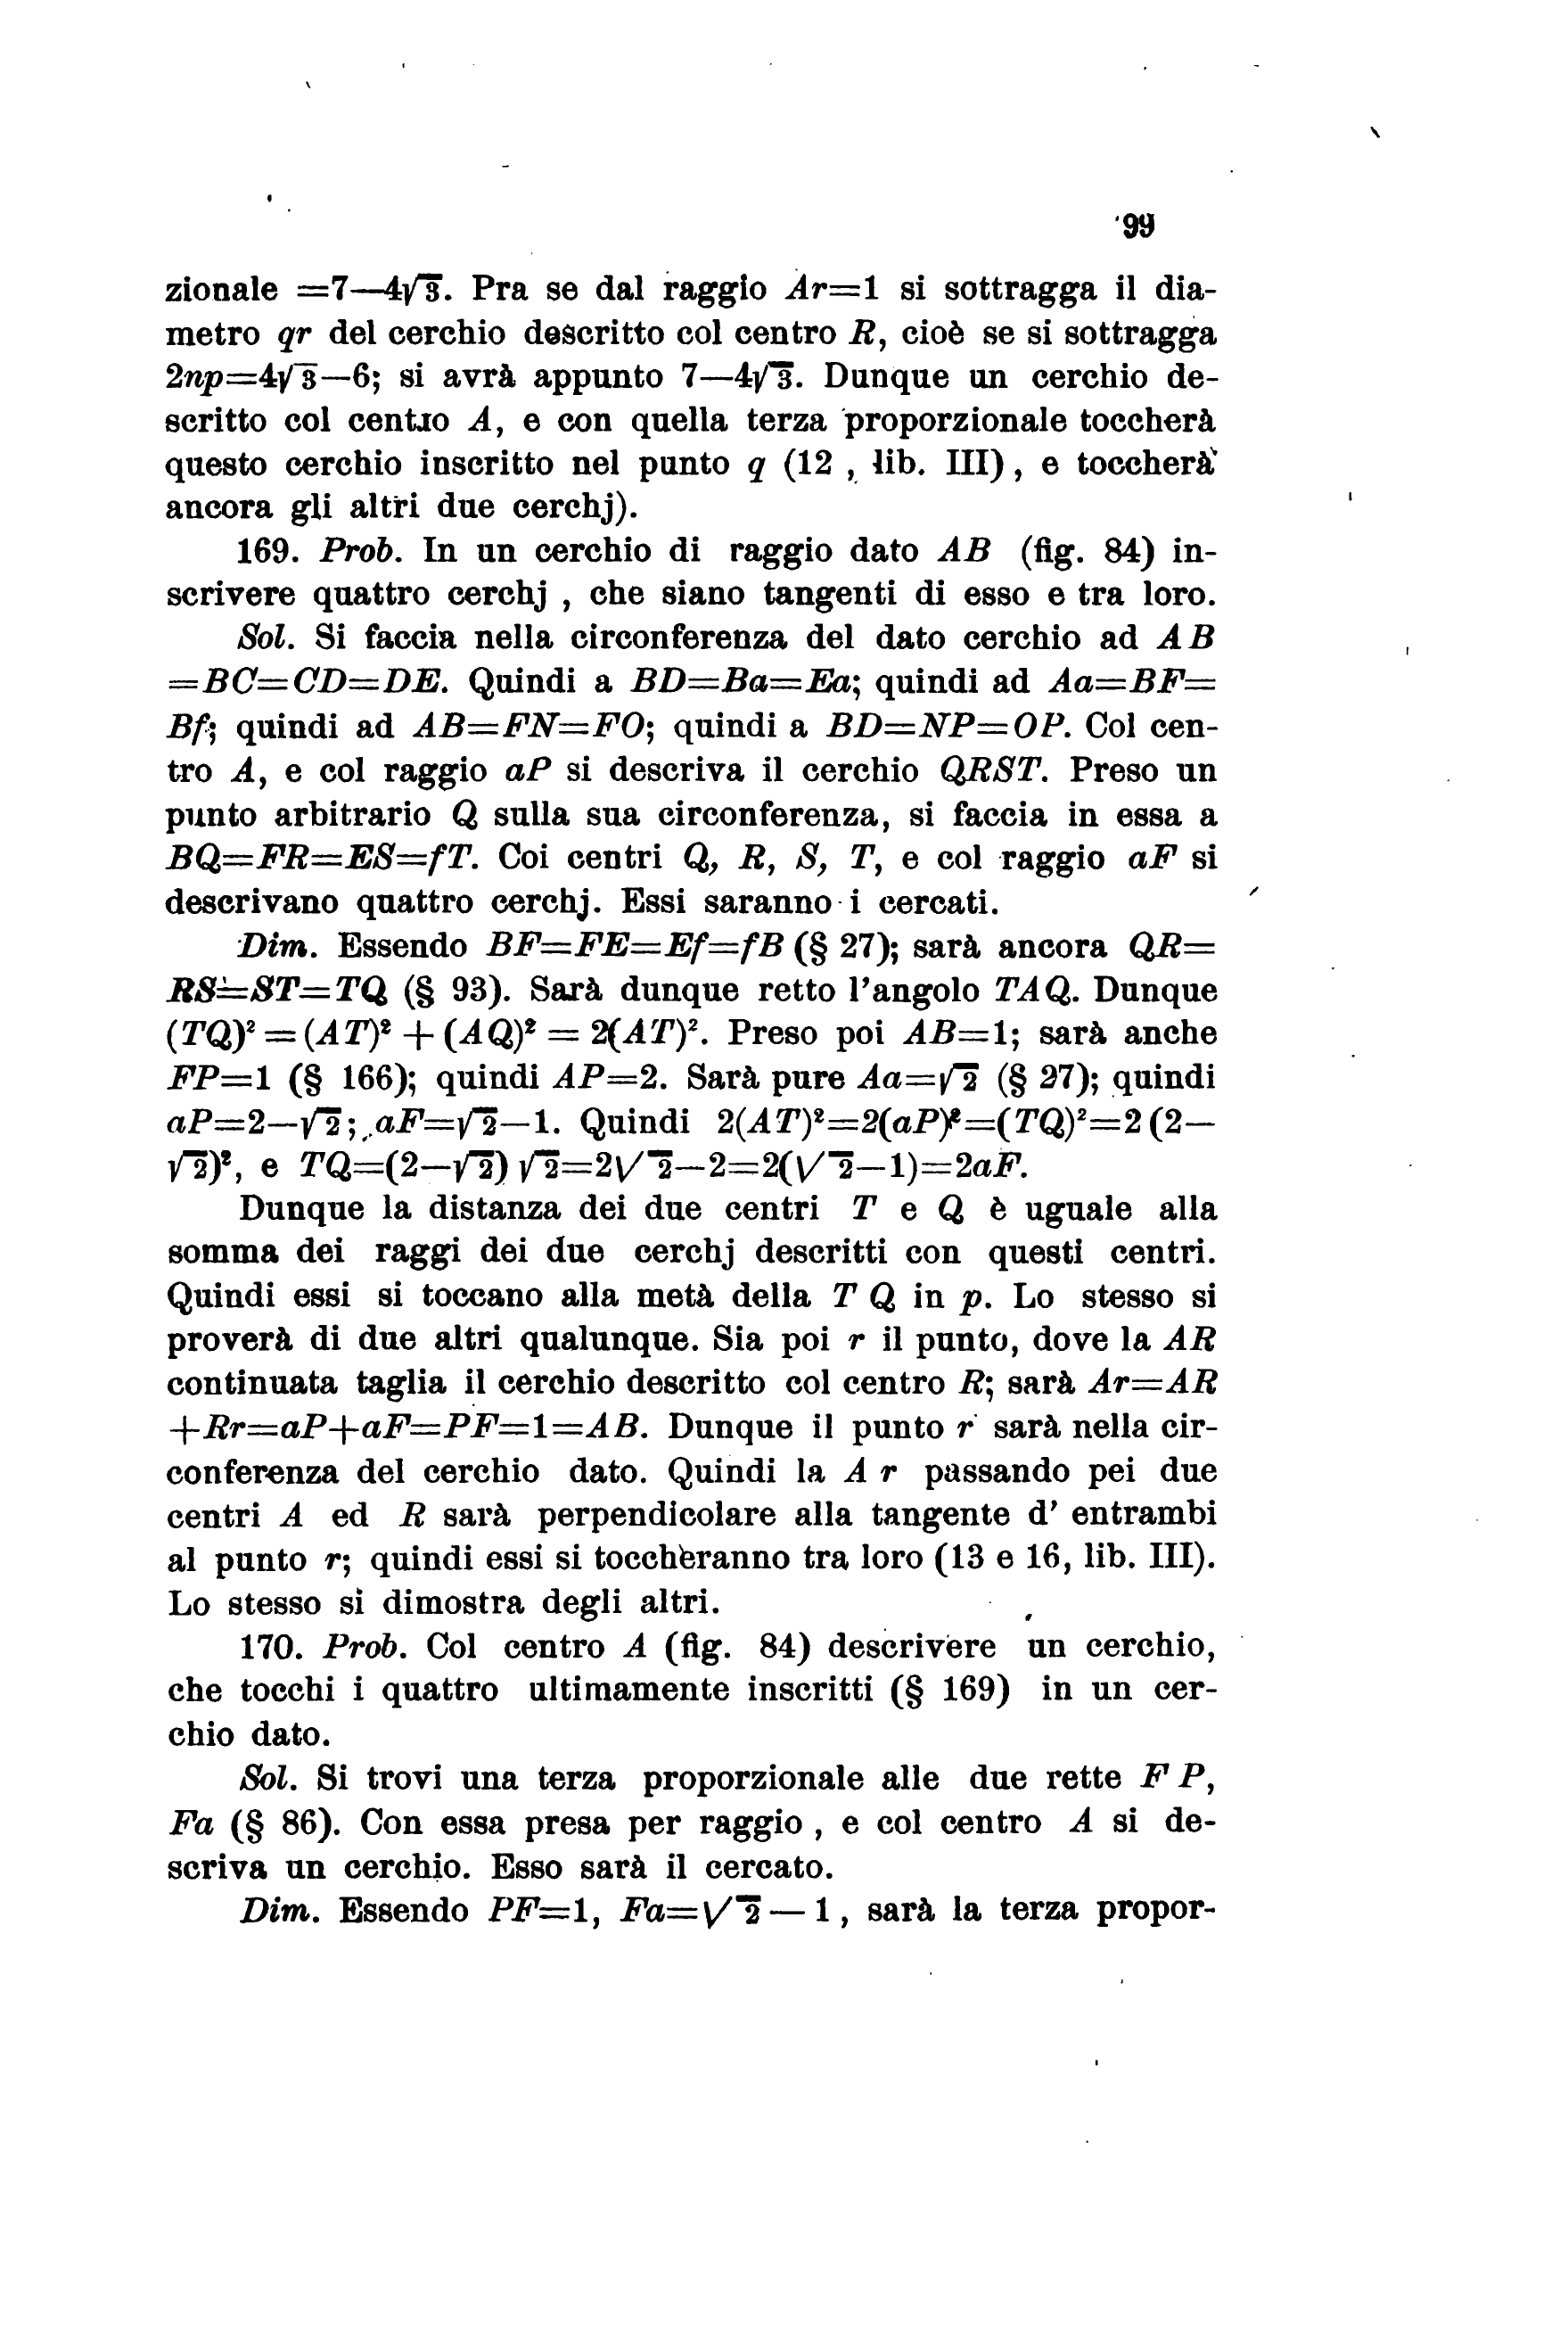 99
zionale =7—4√3. Pra se dal raggio Ar=1 si sottragga il dia-
metro qr del cerchio descritto col centro R, cioè se si sottragga
2np=4√3—6; si avrà appunto 7—4√3. Dunque un cerchio de-
scritto col centro A, e con quella terza proporzionale toccherà
questo cerchio inscritto nel punto q (12 , lib. III) , e toccherà
ancora gli altri due cerchj).
169. Prob. In un cerchio di raggio dato AB (fig. 84) in-
scrivere quattro cerchj , che siano tangenti di esso e tra loro.
Sol. Si faccia nella circonferenza del dato cerchio ad AB
=BC=CD=DE. Quindi a BD=Ba=Ea; quindi ad Aa=BF=
Bf; quindi ad AB=FN=FO; quindi a BD=NP=OP. Col cen-
tro A, e col raggio aP si descriva il cerchio QRST. Preso un
punto arbitrario Q sulla sua circonferenza, si faccia in essa a
BQ=FR=ES=fT. Coi centri Q, R, S, T, e col raggio aF si
descrivano quattro cerchj. Essi saranno i cercati.
Dim. Essendo BF=FE=Ef=fB (§ 27); sarà ancora QR=
RS=ST=TQ (§ 93). Sarà dunque retto l'angolo TAQ. Dunque
(TQ)² = (AT)² + (AQ)² = 2(AT)². Preso poi AB=1; sarà anche
FP=1 (§ 166); quindi AP=2. Sarà pure Aa=√2 (§ 27); quindi
aP=2—√2; aF=√2—1. Quindi 2(AT)²=2(aP)²=(TQ)²=2 (2—
√2)², e TQ=(2—√2) √2=2√2—2=2(√2—1)=2aF.
Dunque la distanza dei due centri T e Q è uguale alla
somma dei raggi dei due cerchj descritti con questi centri.
Quindi essi si toccano alla metà della T Q in p. Lo stesso si
proverà di due altri qualunque. Sia poi r il punto, dove la AR
continuata taglia il cerchio descritto col centro R; sarà Ar=AR
+Rr=aP+aF=PF=1=AB. Dunque il punto r sarà nella cir-
conferenza del cerchio dato. Quindi la A r passando pei due
centri A ed R sarà perpendicolare alla tangente d' entrambi
al punto r; quindi essi si toccheranno tra loro (13 e 16, lib. III).
Lo stesso si dimostra degli altri.
170. Prob. Col centro A (fig. 84) descrivere un cerchio,
che tocchi i quattro ultimamente inscritti (§ 169) in un cer-
chio dato.
Sol. Si trovi una terza proporzionale alle due rette F P,
Fa (§ 86). Con essa presa per raggio , e col centro A si de-
scriva un cerchio. Esso sarà il cercato.
Dim. Essendo PF=1, Fa=√2 — 1 , sarà la terza propor-